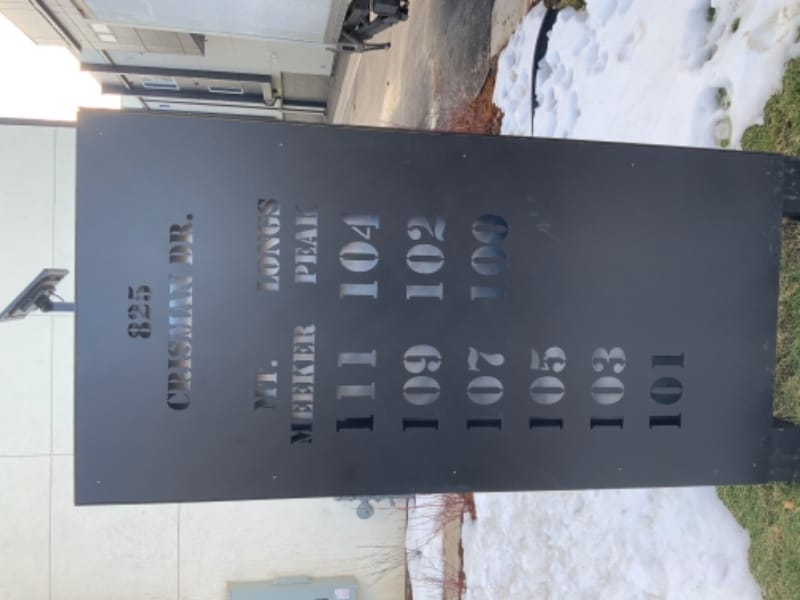 825
CRISMAN DR.
MT. LONGS
MEEKER PEAK
111 104
109 102
107 100
105
103
101